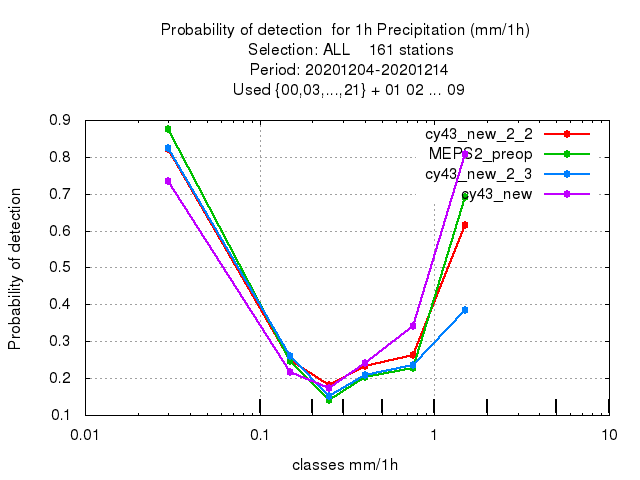 Probability of detection  for 1h Precipitation (mm/1h)
Selection: ALL    161 stations
Period: 20201204-20201214
Used {00,03,...,21} + 01 02 ... 09
cy43_new_2_2
MEPS2_preop
cy43_new_2_3
cy43_new
Probability of detection
0.9
0.8
0.7
0.6
0.5
0.4
0.3
0.2
0.1
0.01
0.1
1
10
classes mm/1h